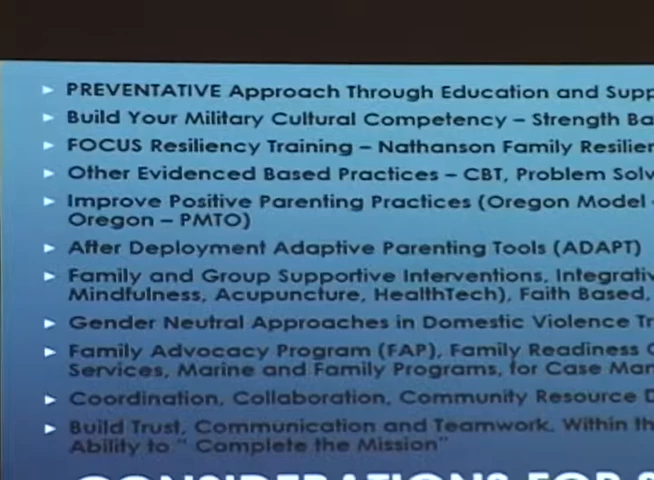 PREVENTATIVE Approach Through Education and Supp
Build Your Military Cultural Competency – Strength Ba
FOCUS Resiliency Training – Nathanson Family Resilien
Other Evidenced Based Practices – CBT, Problem Solv
Improve Positive Parenting Practices (Oregon Model -
Oregon – PMTO)
After Deployment Adaptive Parenting Tools (ADAPT)
Family and Group Supportive Interventions, Integrativ
Mindfulness, Acupuncture, HealthTech), Faith Based,
Gender Neutral Approaches in Domestic Violence Tr
Family Advocacy Program (FAP), Family Readiness
Services, Marine and Family Programs, for Case Man
Coordination, Collaboration, Community Resource D
Build Trust, Communication and Teamwork. Within th
Ability to " Complete the Mission"
CONSIDERATIONS FOR S